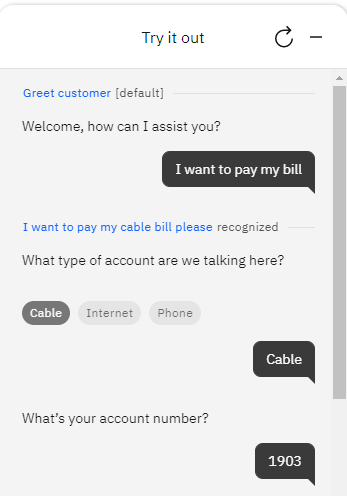 Try it out
Greet customer [default]
Welcome, how can I assist you?
I want to pay my bill
I want to pay my cable bill please recognized
What type of account are we talking here?
Cable Internet Phone
Cable
What's your account number?
1903